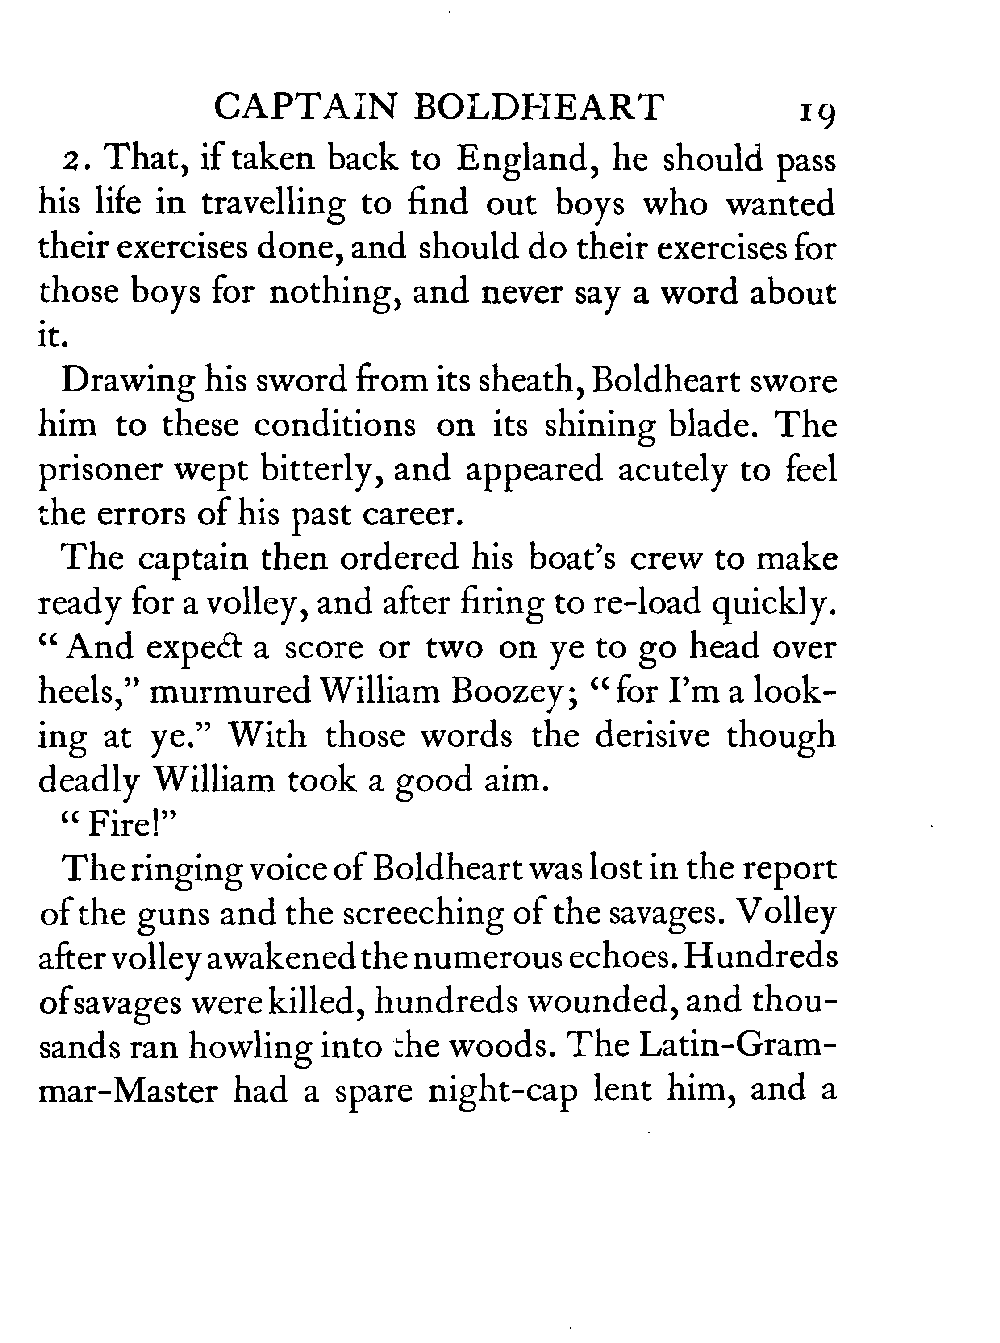 CAPTAIN BOLDHEART 19
2. That, if taken back to England, he should pass
his life in travelling to find out boys who wanted
their exercises done, and should do their exercises for
those boys for nothing, and never say a word about
it.
Drawing his sword from its sheath, Boldheart swore
him to these conditions on its shining blade. The
prisoner wept bitterly, and appeared acutely to feel
the errors of his past career.
The captain then ordered his boat's crew to make
ready for a volley, and after firing to re-load quickly.
“ And expect a score or two on ye to go head over
heels,” murmured William Boozey; “for I'm a look-
ing at ye.” With those words the derisive though
deadly William took a good aim.
“ Fire!”
The ringing voice of Boldheart was lost in the report
of the guns and the screeching of the savages. Volley
after volley awakened the numerous echoes. Hundreds
of savages were killed, hundreds wounded, and thou-
sands ran howling into the woods. The Latin-Gram-
mar-Master had a spare night-cap lent him, and a